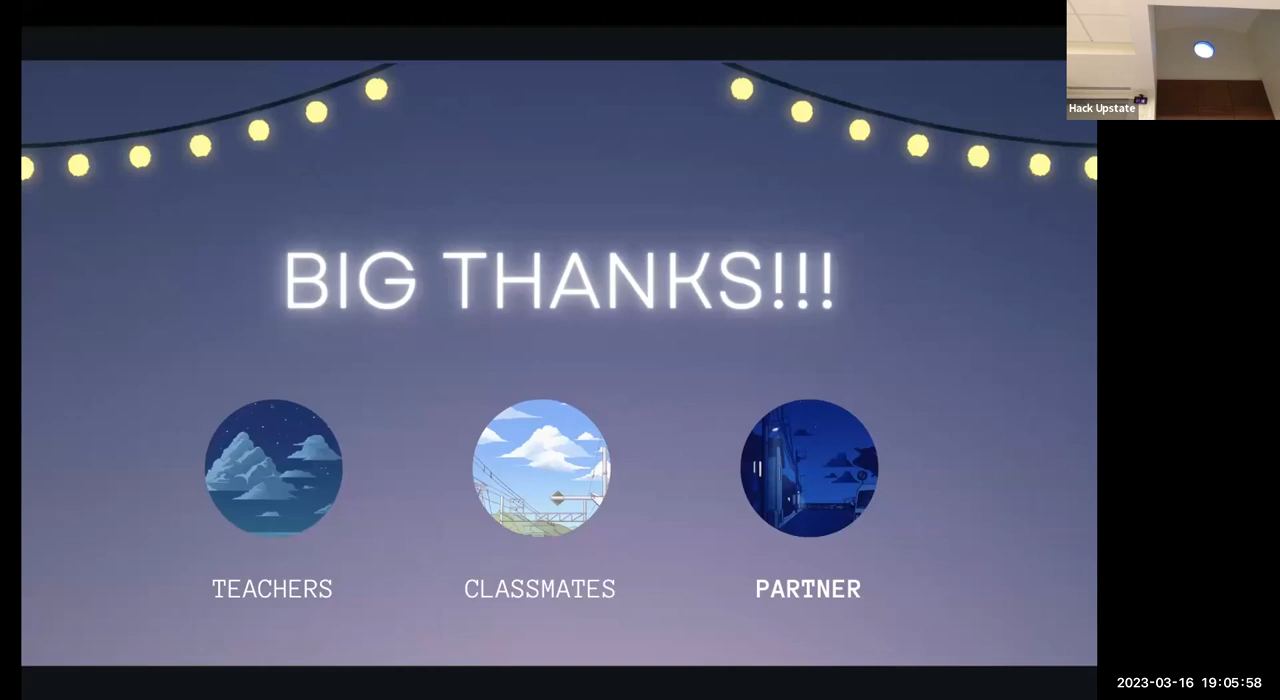 Hack Upstate
BIG THANKS!!!
TEACHERS
CLASSMATES
PARTNER
2023-03-16 19:05:58